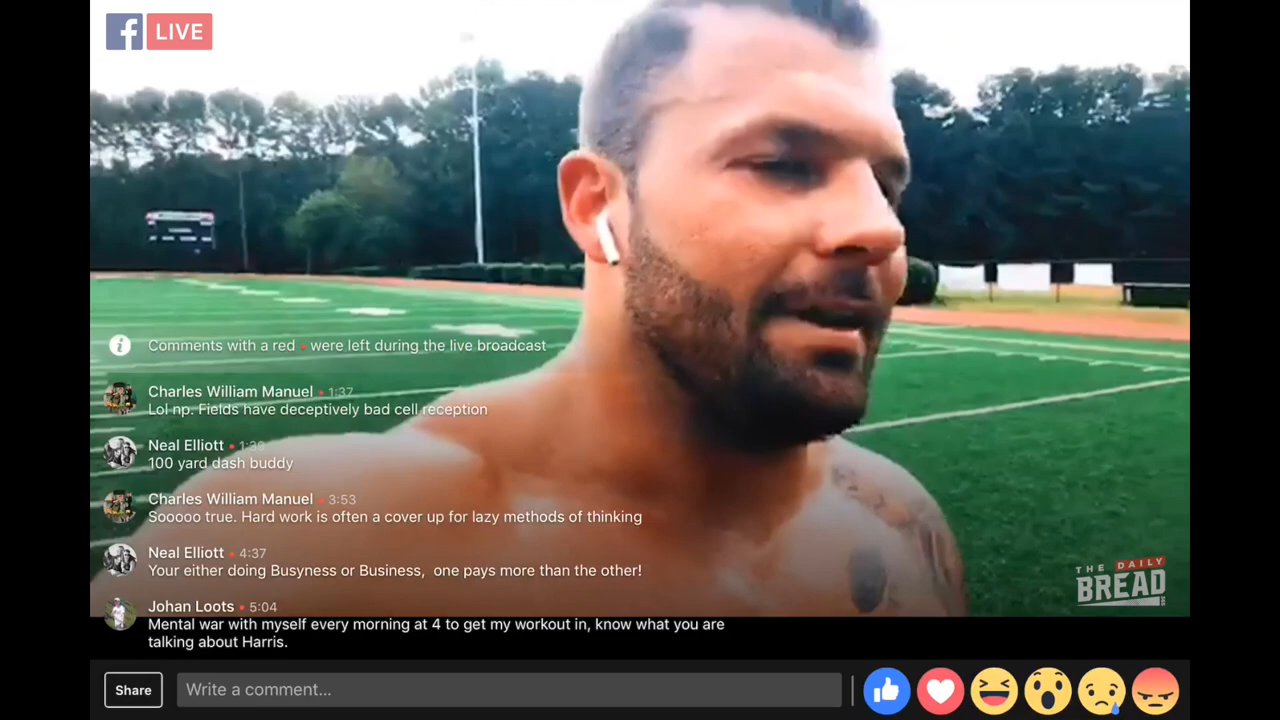 f LIVE
Comments with a red • were left during the live broadcast
Charles William Manuel • 1:37
Lol np. Fields have deceptively bad cell reception
Neal Elliott • 1:39
100 yard dash buddy
Charles William Manuel • 3:53
Sooooo true. Hard work is often a cover up for lazy methods of thinking
Neal Elliott • 4:37
Your either doing Busyness or Business, one pays more than the other!
THE DAILY
BREAD
Johan Loots • 5:04
Mental war with myself every morning at 4 to get my workout in, know what you are
talking about Harris.
Share
Write a comment...